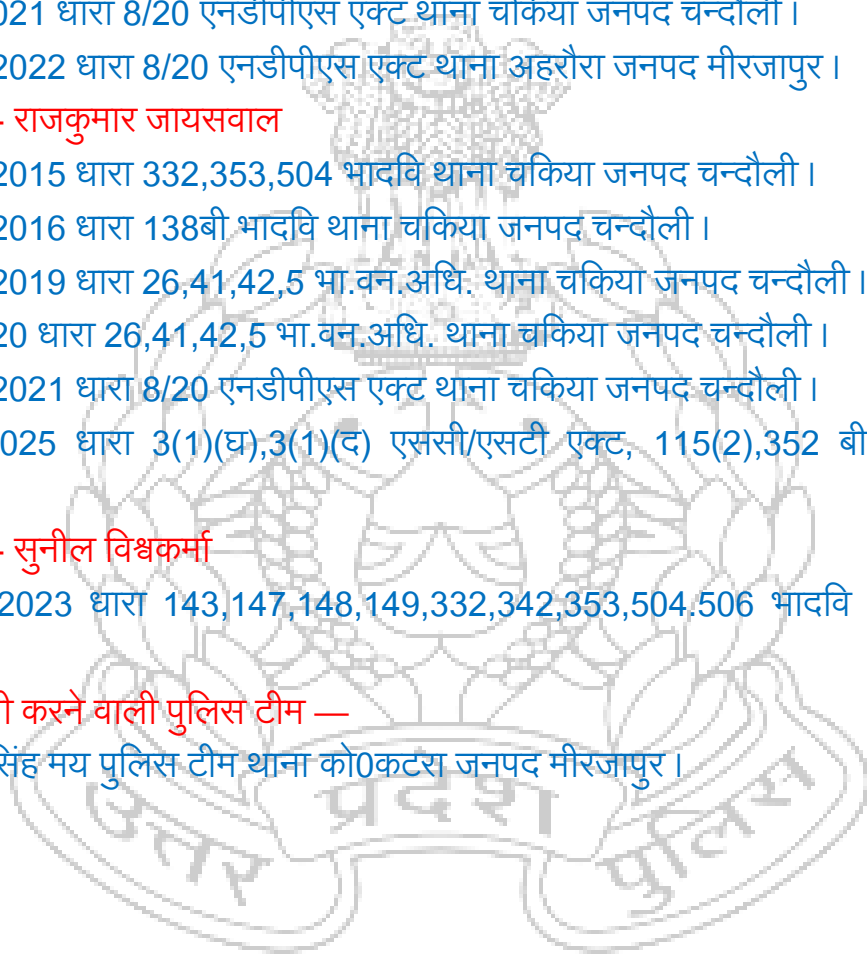 021 धारा 8/20 एनडीपीएस एक्ट थाना चकिया जनपद चन्दौली ।
2022 धारा 8/20 एनडीपीएस एक्ट थाना अहरौरा जनपद मीरजापुर ।
- राजकुमार जायसवाल
2015 धारा 332,353,504 भादवि थाना चकिया जनपद चन्दौली ।
2016 धारा 138बी भादवि थाना चकिया जनपद चन्दौली ।
2019 धारा 26,41,42,5 भा.वन.अधि. थाना चकिया जनपद चन्दौली ।
20 धारा 26,41,42,5 भा.वन.अधि. थाना चकिया जनपद चन्दौली ।
2021 धारा 8/20 एनडीपीएस एक्ट थाना चकिया जनपद चन्दौली ।
025 धारा 3(1)(घ),3(1)(द) एससी/एसटी एक्ट, 115(2),352 बी
- सुनील विश्वकर्मा
2023 धारा 143,147,148,149,332,342,353,504.506 भादवि
ी करने वाली पुलिस टीम —
सिंह मय पुलिस टीम थाना को0कटरा जनपद मीरजापुर ।
उत्तर प्रदेश पुलिस